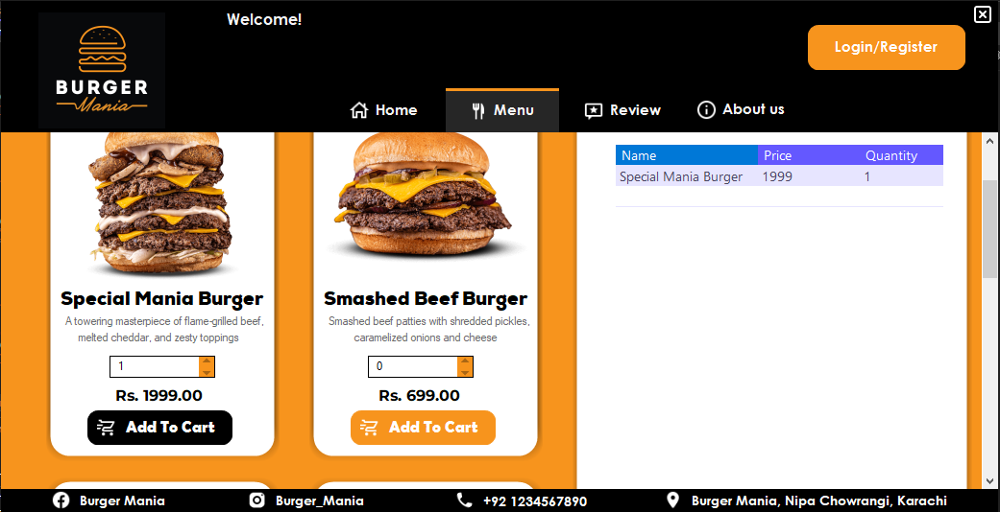 Welcome!
BURGER
Mania
Login/Register
Home
Menu
Review
About us
Name Price Quantity
Special Mania Burger 1999 1
Special Mania Burger
A towering masterpiece of flame-grilled beef,
melted cheddar, and zesty toppings
1
Rs. 1999.00
Add To Cart
Smashed Beef Burger
Smashed beef patties with shredded pickles,
caramelized onions and cheese
0
Rs. 699.00
Add To Cart
Burger Mania
Burger_Mania
+92 1234567890
Burger Mania, Nipa Chowrangi, Karachi